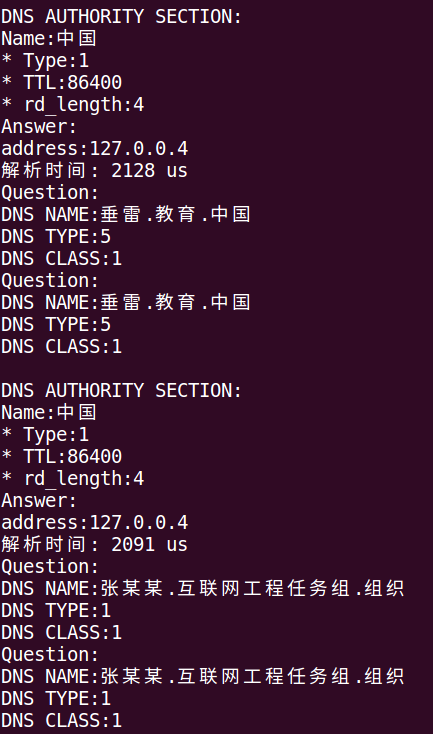 DNS AUTHORITY SECTION:
Name:中国
* Type:1
* TTL:86400
* rd_length:4
Answer:
address:127.0.0.4
解析时间: 2128 us
Question:
DNS NAME:垂雷.教育.中国
DNS TYPE:5
DNS CLASS:1
Question:
DNS NAME:垂雷.教育.中国
DNS TYPE:5
DNS CLASS:1

DNS AUTHORITY SECTION:
Name:中国
* Type:1
* TTL:86400
* rd_length:4
Answer:
address:127.0.0.4
解析时间: 2091 us
Question:
DNS NAME:张某某.互联网工程任务组.组织
DNS TYPE:1
DNS CLASS:1
Question:
DNS NAME:张某某.互联网工程任务组.组织
DNS TYPE:1
DNS CLASS:1